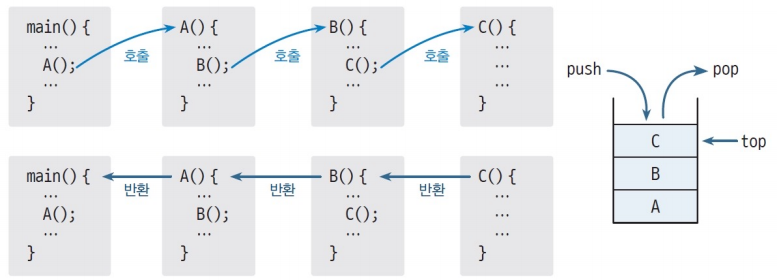 main() {
...
A();
...
}
호출
A() {
...
B();
...
}
호출
B() {
...
C();
...
}
호출
C() {
...
...
...
}
main() {
...
A();
...
}
반환
A() {
...
B();
...
}
반환
B() {
...
C();
...
}
반환
C() {
...
...
...
}
push
pop
C
top
B
A